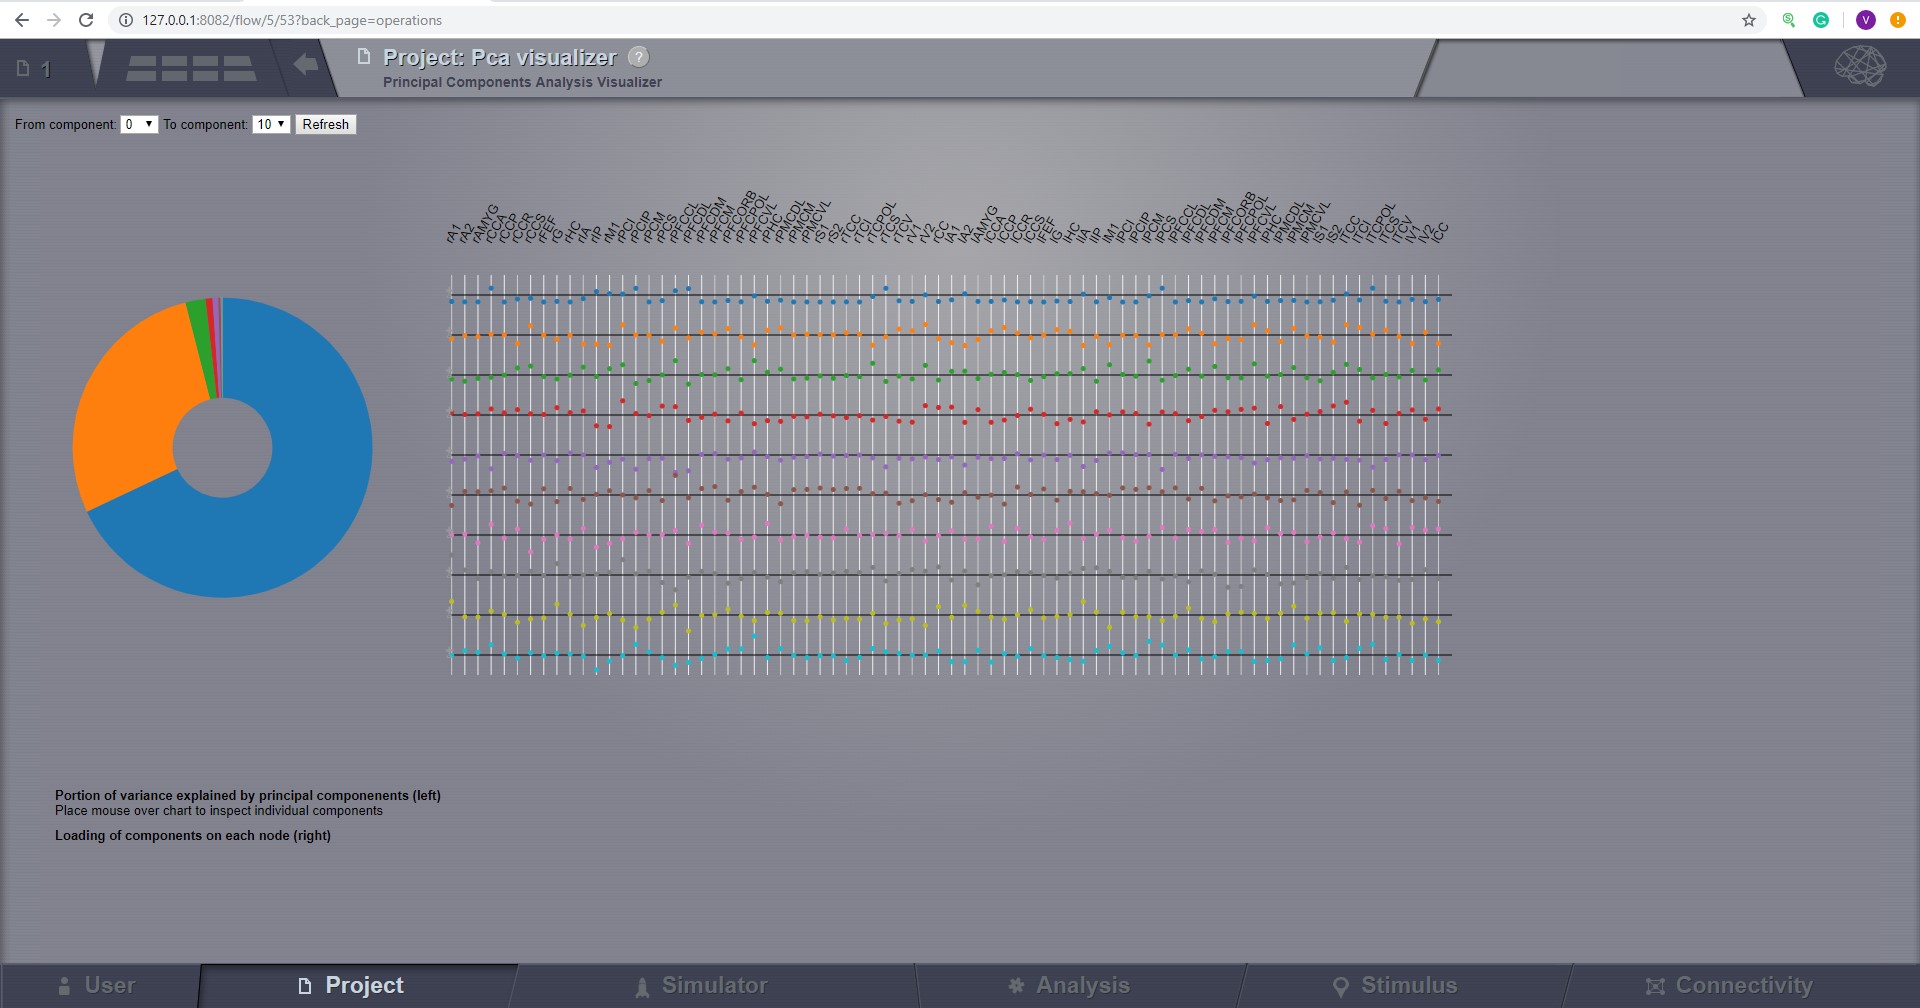 127.0.0.1:8082/flow/5/53?back_page=operations
V
1
Project: Pca visualizer ?
Principal Components Analysis Visualizer
From component: 0 To component: 10 Refresh
rA1 rA2 rAMYG rCCA rCCP rCCR rCCS rFEF rG rHC rIA rIP rM1 rPCI rPCIP rPCM rPCS rPFCCL rPFCDL rPFCDM rPFCM rPFCORB rPFCPOL rPFCVL rPHC rPMCDL rPMCM rPMCVL rS1 rS2 rTCC rTCI rTCPOL rTCS rTCV rV1 rV2 rCC lA1 lA2 lAMYG lCCA lCCP lCCR lCCS lFEF lG lHC lIA lIP lM1 lPCI lPCIP lPCM lPCS lPFCCL lPFCDL lPFCDM lPFCM lPFCORB lPFCPOL lPFCVL lPHC lPMCDL lPMCM lPMCVL lS1 lS2 lTCC lTCI lTCPOL lTCS lTCV lV1 lV2 lCC
Portion of variance explained by principal componenents (left)
Place mouse over chart to inspect individual components
Loading of components on each node (right)
User
Project
Simulator
Analysis
Stimulus
Connectivity